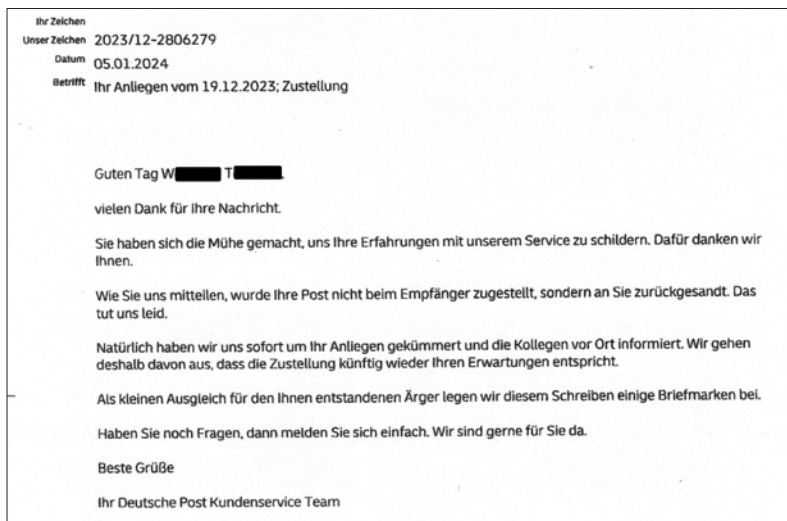 Ihr Zeichen
Unser Zeichen 2023/12-2806279
Datum 05.01.2024
Betrifft Ihr Anliegen vom 19.12.2023; Zustellung
Guten Tag W T
vielen Dank für Ihre Nachricht.
Sie haben sich die Mühe gemacht, uns Ihre Erfahrungen mit unserem Service zu schildern. Dafür danken wir
Ihnen.
Wie Sie uns mitteilen, wurde Ihre Post nicht beim Empfänger zugestellt, sondern an Sie zurückgesandt. Das
tut uns leid.
Natürlich haben wir uns sofort um Ihr Anliegen gekümmert und die Kollegen vor Ort informiert. Wir gehen
deshalb davon aus, dass die Zustellung künftig wieder Ihren Erwartungen entspricht.
Als kleinen Ausgleich für den Ihnen entstandenen Ärger legen wir diesem Schreiben einige Briefmarken bei.
Haben Sie noch Fragen, dann melden Sie sich einfach. Wir sind gerne für Sie da.
Beste Grüße
Ihr Deutsche Post Kundenservice Team